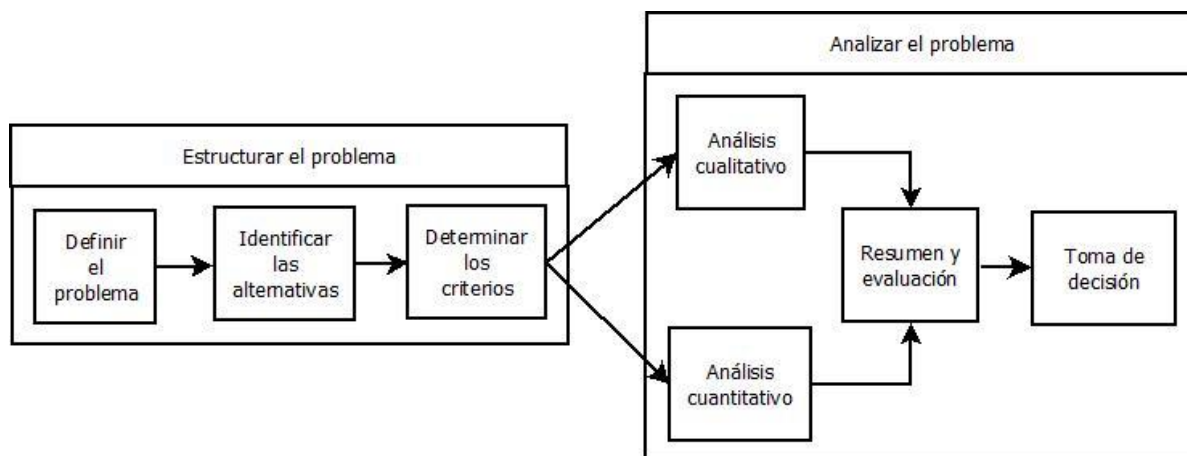 Estructurar el problema
Definir
el
problema
Identificar
las
alternativas
Determinar
los
criterios
Analizar el problema
Análisis
cualitativo
Análisis
cuantitativo
Resumen y
evaluación
Toma de
decisión